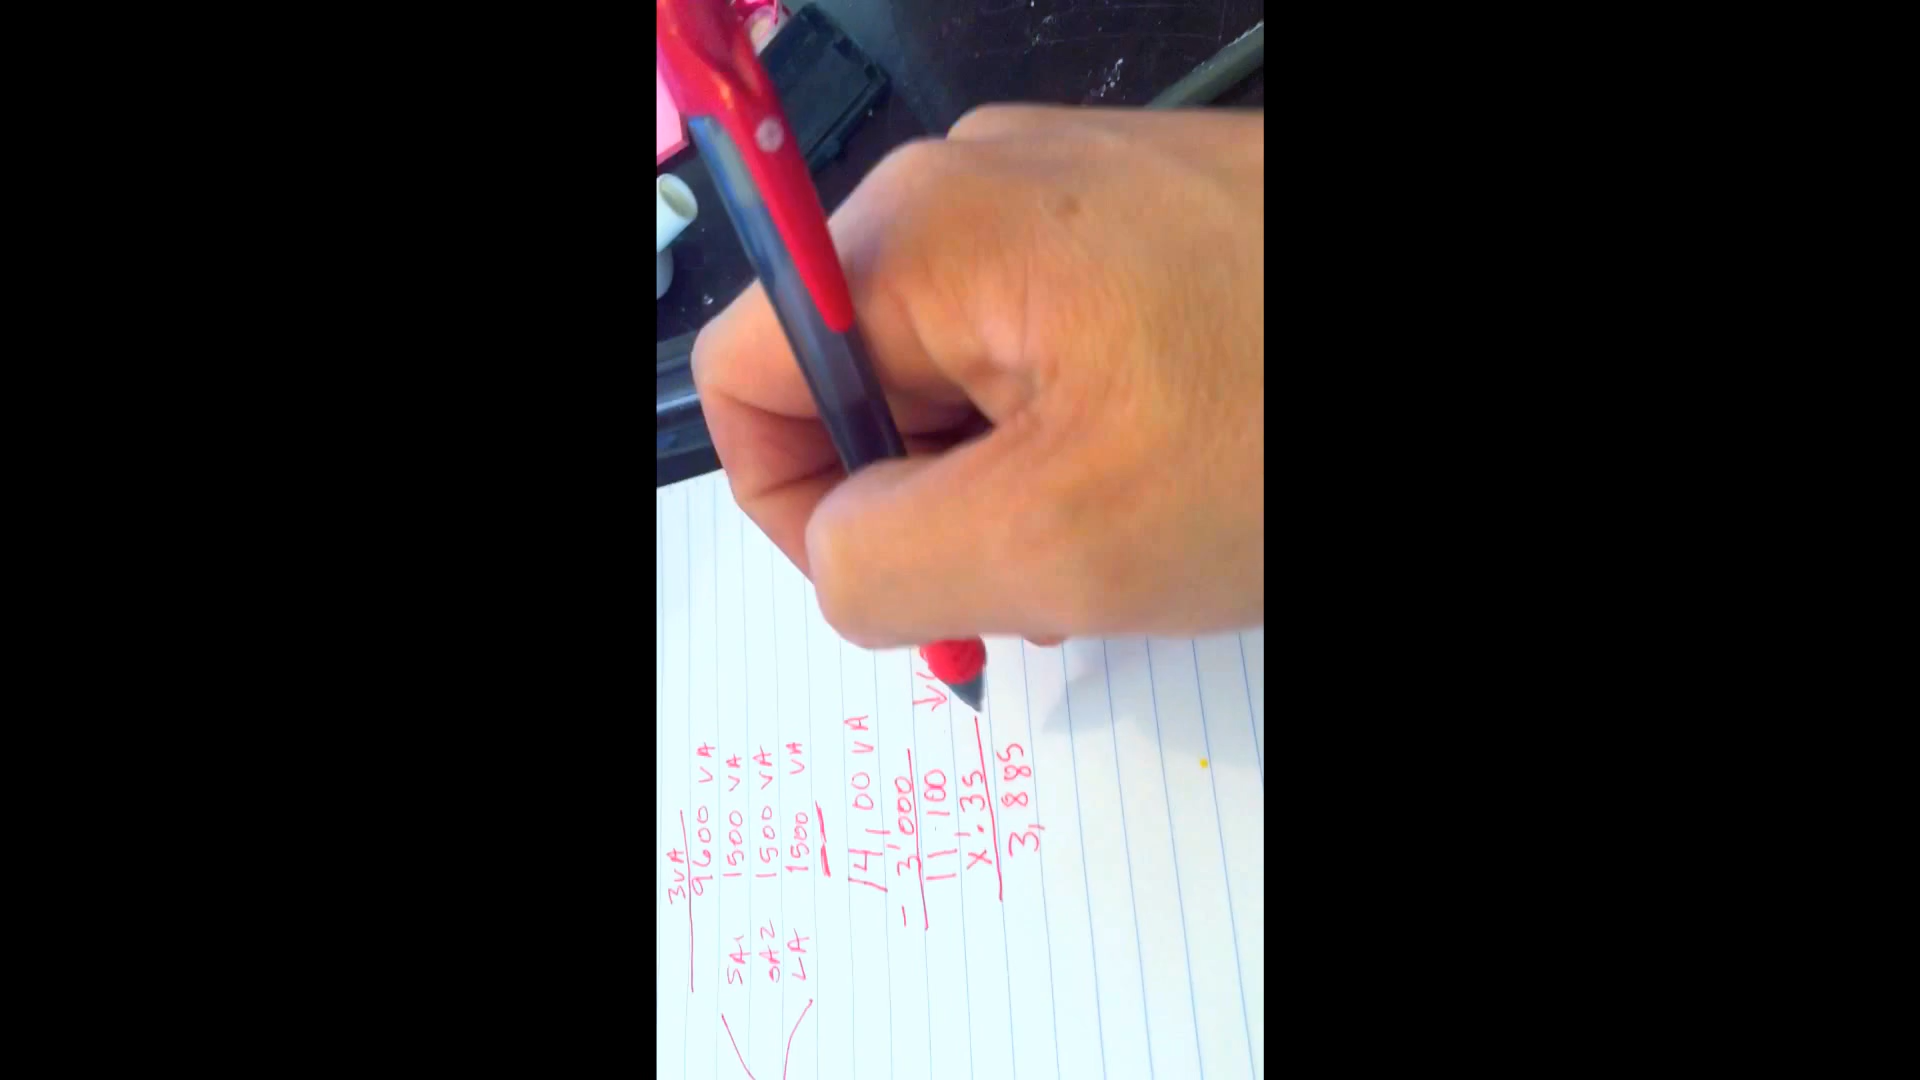 3VA
9600 VA
SA1 1500 VA
SA2 1500 VA
LA 1500 VA
14,100 VA
- 3'000
11,100
x .35
3,885